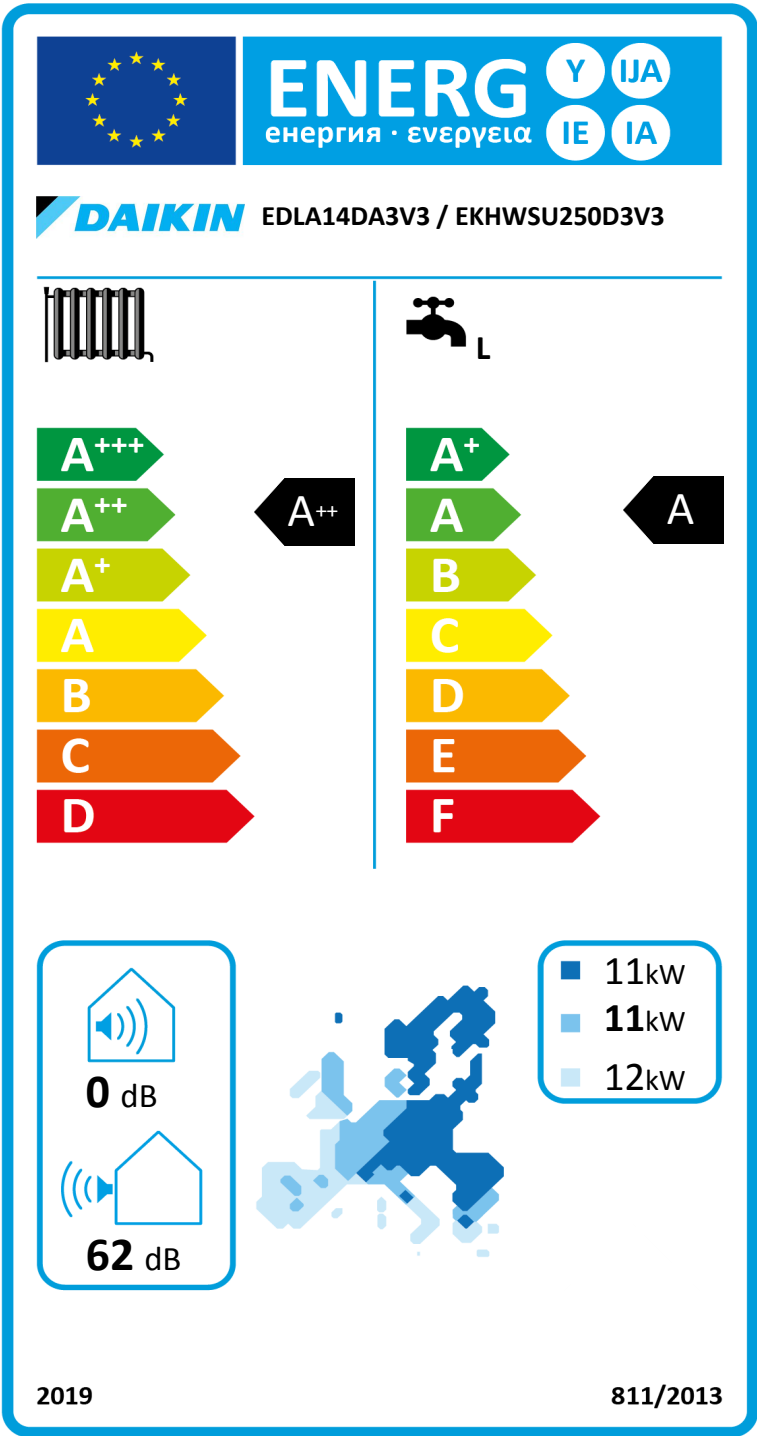 ENERG Y IJA
енергия · ενεργεια IE IA
DAIKIN EDLA14DA3V3 / EKHWSU250D3V3
L
A+++
A++
A+
A
B
C
D
A++
A+
A
B
C
D
E
F
A
0 dB
62 dB
11kW
11kW
12kW
2019
811/2013